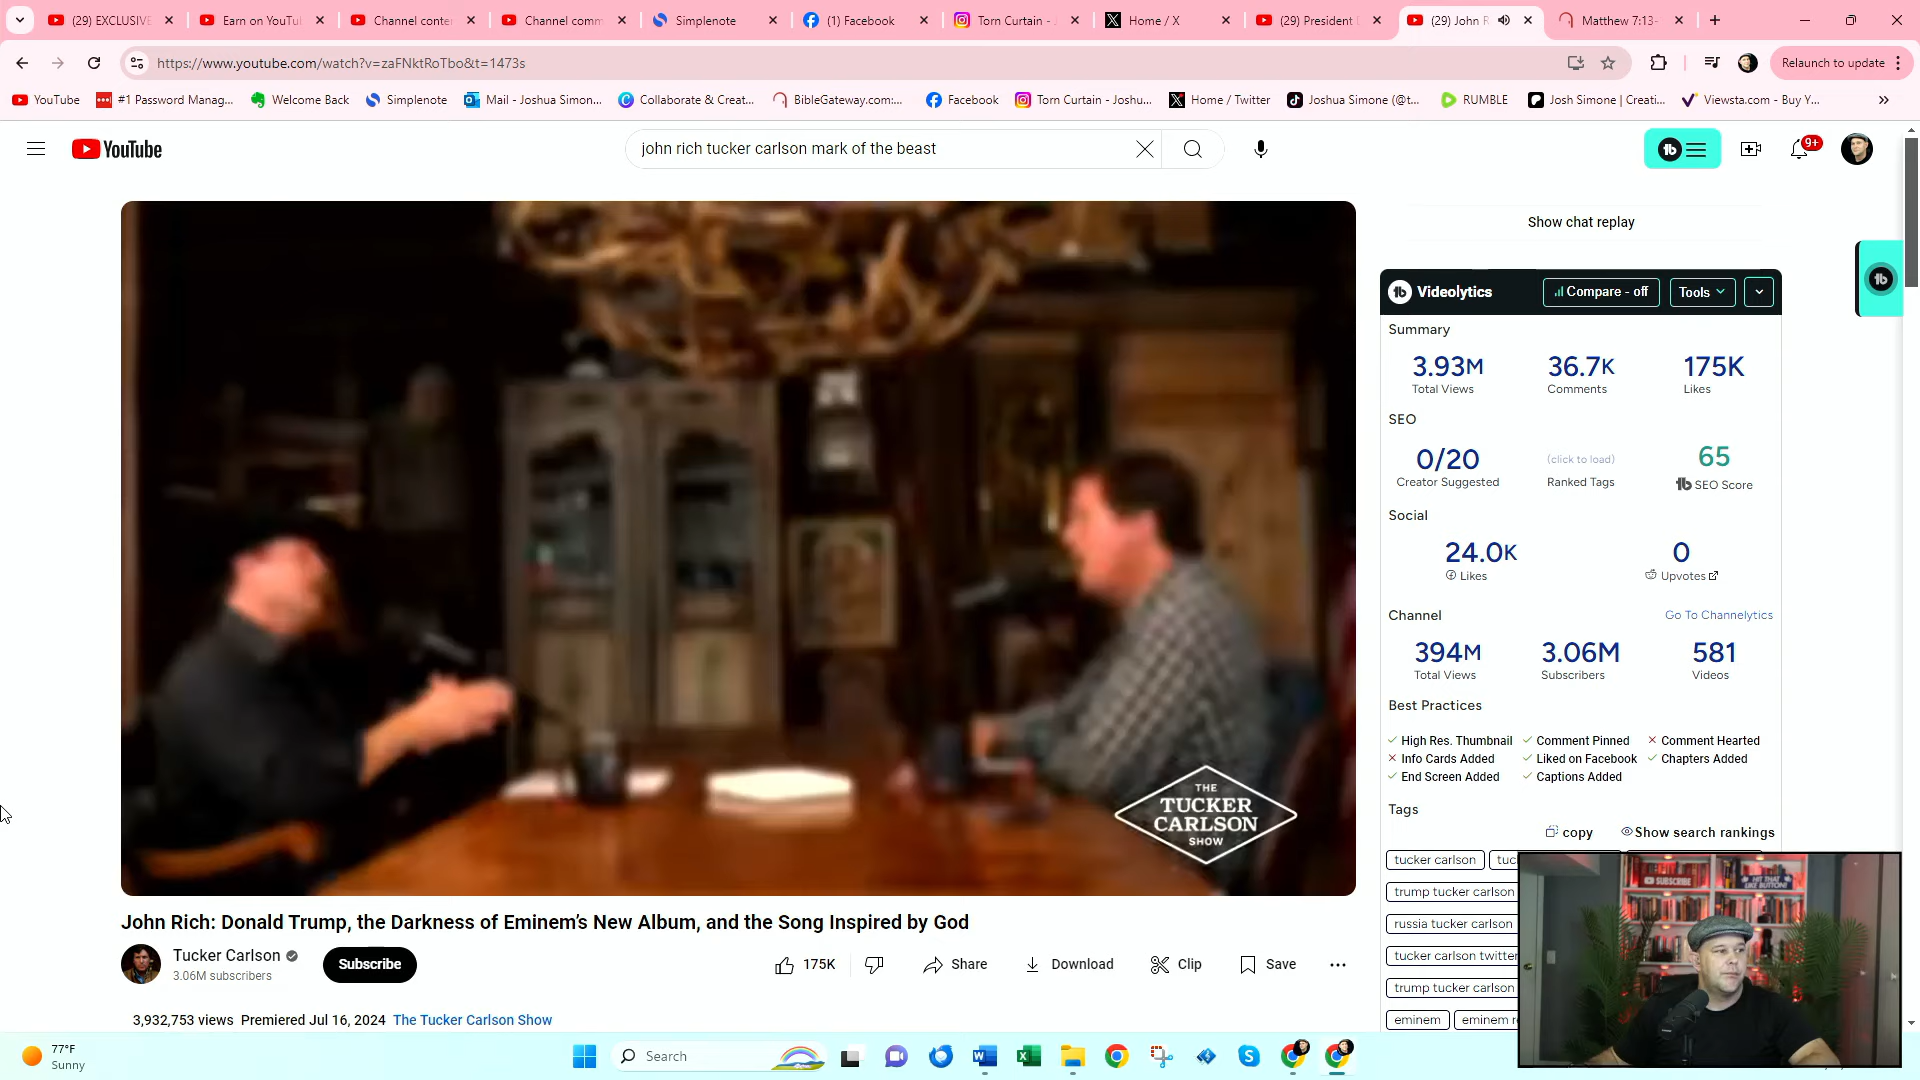 (29) EXCLUSIVE
Earn on YouTu
Channel conte
Channel comm
Simplenote
(1) Facebook
Torn Curtain -
Home / X
(29) President
(29) John R
Matthew 7:13-
https://www.youtube.com/watch?v=zaFNktRoTbo&t=1473s
Relaunch to update
YouTube
#1 Password Manag...
Welcome Back
Simplenote
Mail - Joshua Simon...
Collaborate & Creat...
BibleGateway.com:...
Facebook
Torn Curtain - Joshu...
Home / Twitter
Joshua Simone (@t...
RUMBLE
Josh Simone | Creati...
Viewsta.com - Buy Y...
YouTube
john rich tucker carlson mark of the beast
9+
Show chat replay
Videolytics
Compare - off
Tools
Summary
3.93M
36.7K
175K
Total Views
Comments
Likes
SEO
0/20
(click to load)
65
Creator Suggested
Ranked Tags
SEO Score
Social
24.0K
0
Likes
Upvotes
Channel
Go To Channelytics
394M
3.06M
581
Total Views
Subscribers
Videos
Best Practices
High Res. Thumbnail
Comment Pinned
Comment Hearted
Info Cards Added
Liked on Facebook
Chapters Added
End Screen Added
Captions Added
Tags
copy
Show search rankings
tucker carlson
tuc
trump tucker carlson
russia tucker carlson
tucker carlson twitter
trump tucker carlson
eminem
eminem r
THE
TUCKER
CARLSON
SHOW
SUBSCRIBE
HIT THAT
LIKE BUTTON!
John Rich: Donald Trump, the Darkness of Eminem's New Album, and the Song Inspired by God
Tucker Carlson
3.06M subscribers
Subscribe
175K
Share
Download
Clip
Save
3,932,753 views Premiered Jul 16, 2024 The Tucker Carlson Show
77°F
Sunny
Search